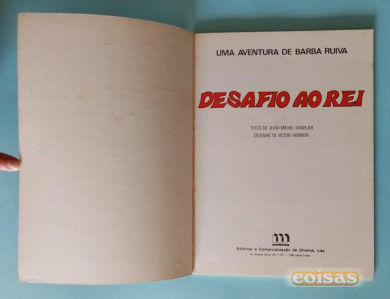 UMA AVENTURA DE BARBA RUIVA
DESAFIO AO REI
TEXTO DE JEAN-MICHEL CHARLIER
DESENHO DE VICTOR HUBINON
Editorial e Comercialização de Direitos, Lda
coisas